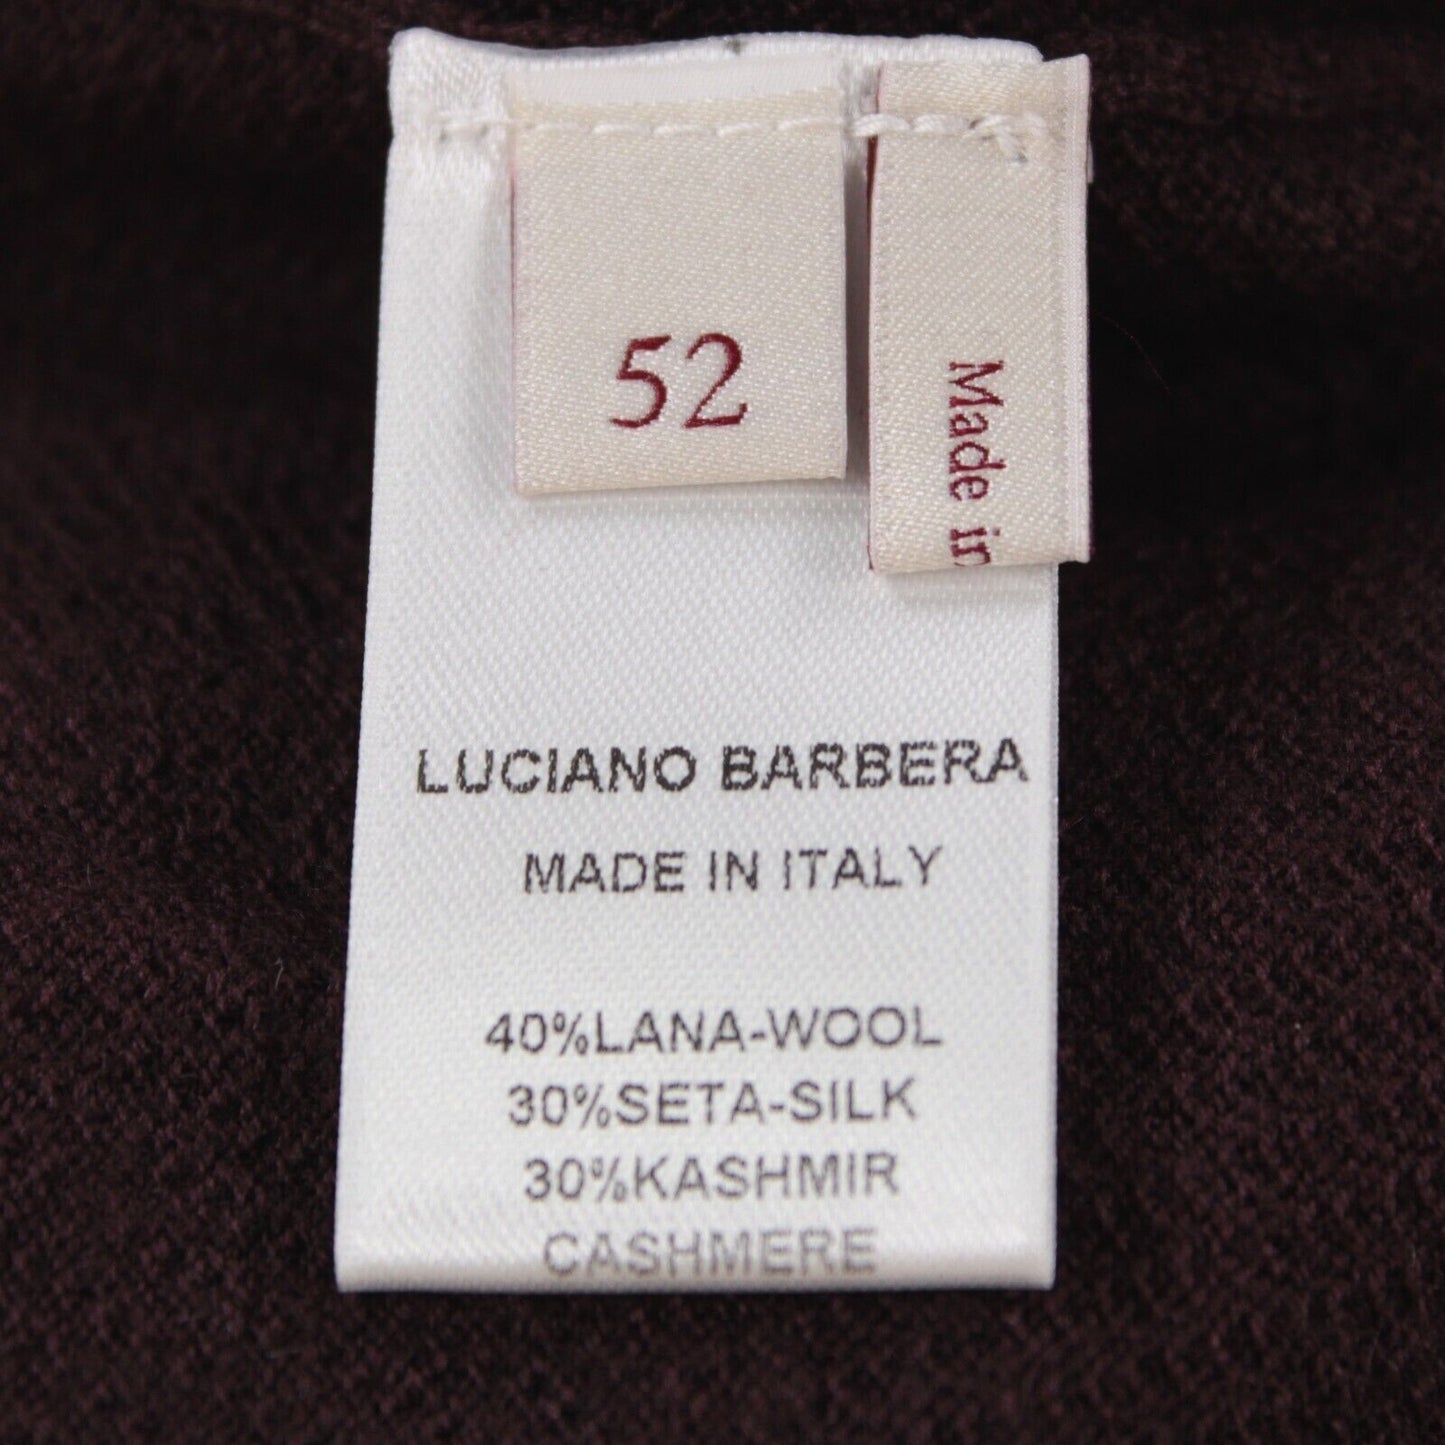 52
Made in
LUCIANO BARBERA
MADE IN ITALY
40%LANA-WOOL
30%SETA-SILK
30%KASHMIR
CASHMERE